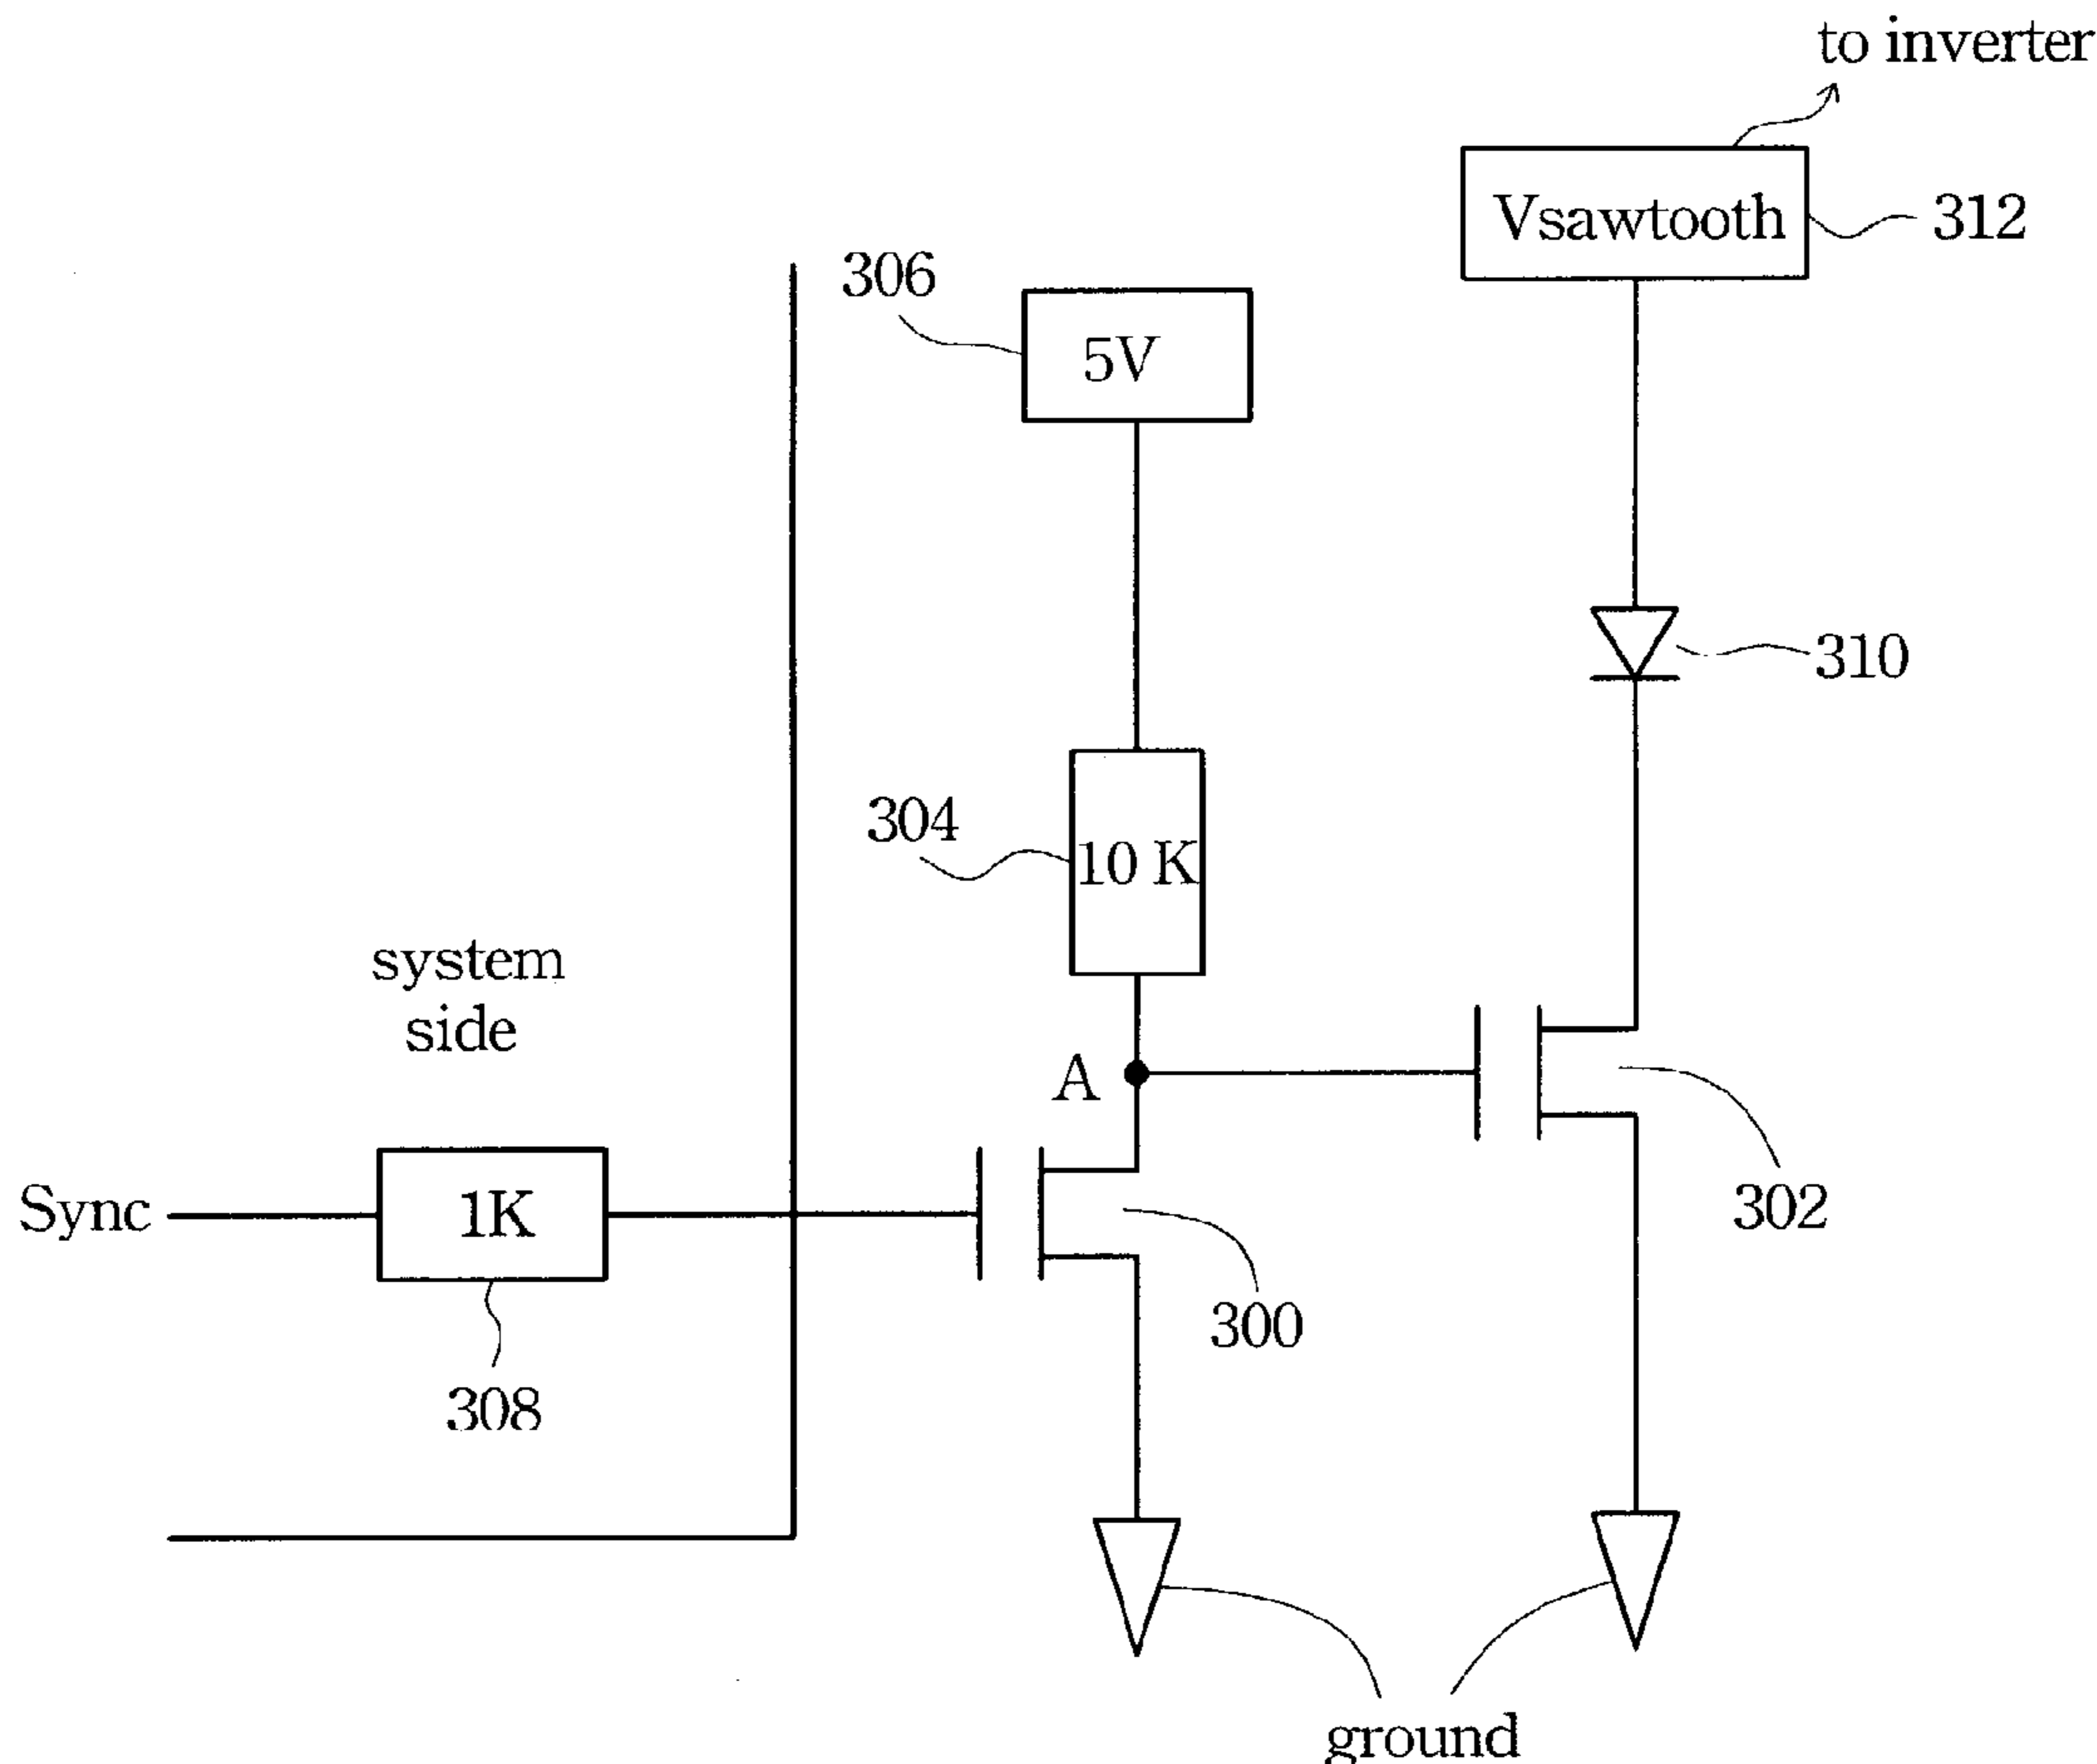 to inverter
Vsawtooth
312
306
5V
310
304
10 K
system
side
A
Sync
1K
302
300
308
ground